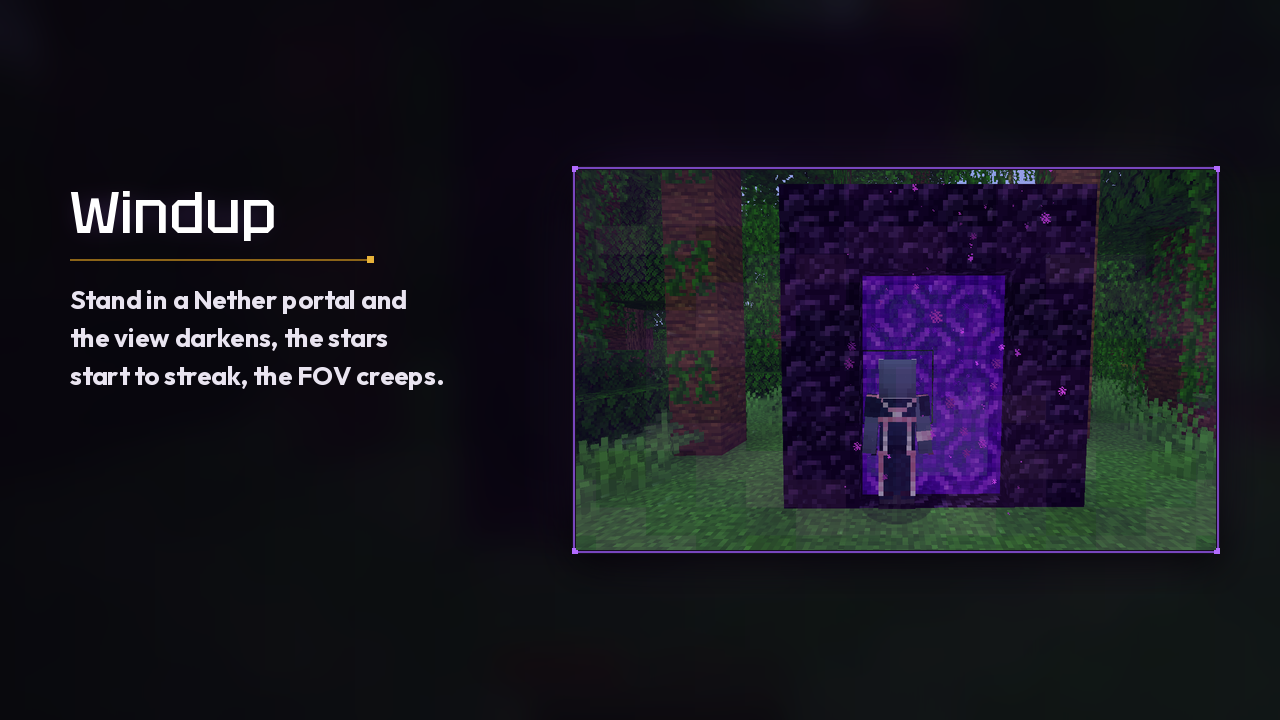 Windup
Stand in a Nether portal and
the view darkens, the stars
start to streak, the FOV creeps.